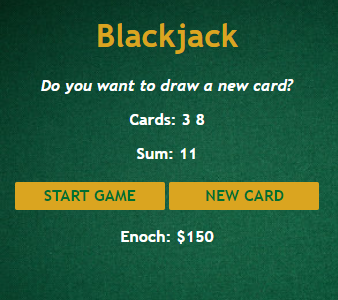 Blackjack
Do you want to draw a new card?
Cards: 3 8
Sum: 11
START GAME NEW CARD
Enoch: $150